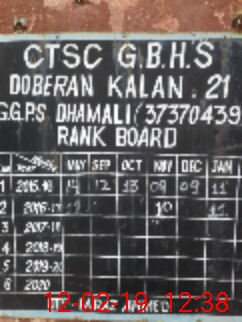 CTSC G.B.H.S
DOBERAN KALAN . 21
G.G.P.S DHAMALI (37370439
RANK BOARD
NOV SEP OCT NOV DEC JAN
1 2015-16 14 12 13 09 09 11
2 2016-17 10 11
3 2017-18
4 2018-19
5 2019-20
6 2020
12-02-19 12:38